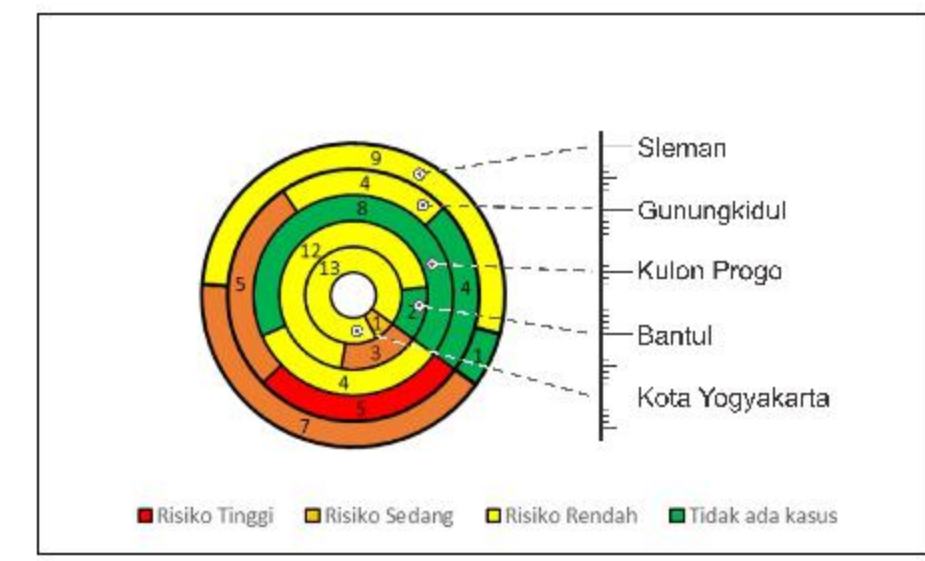 9
Sleman
4
Gunungkidul
8
12
13
Kulon Progo
5
4
2
1
Bantul
1
3
4
Kota Yogyakarta
5
7
Risiko Tinggi Risiko Sedang Risiko Rendah Tidak ada kasus